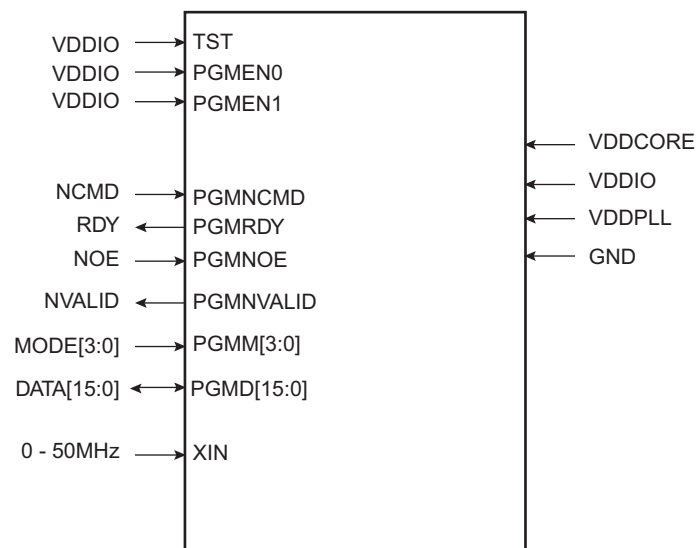 VDDIO TST
VDDIO PGMEN0
VDDIO PGMEN1
VDDCORE
VDDIO
NCMD PGMNCMD
VDDPLL
RDY PGMRDY
NOE PGMNOE
GND
NVALID PGMNVALID
MODE[3:0] PGMM[3:0]
DATA[15:0] PGMD[15:0]
0 - 50MHz XIN